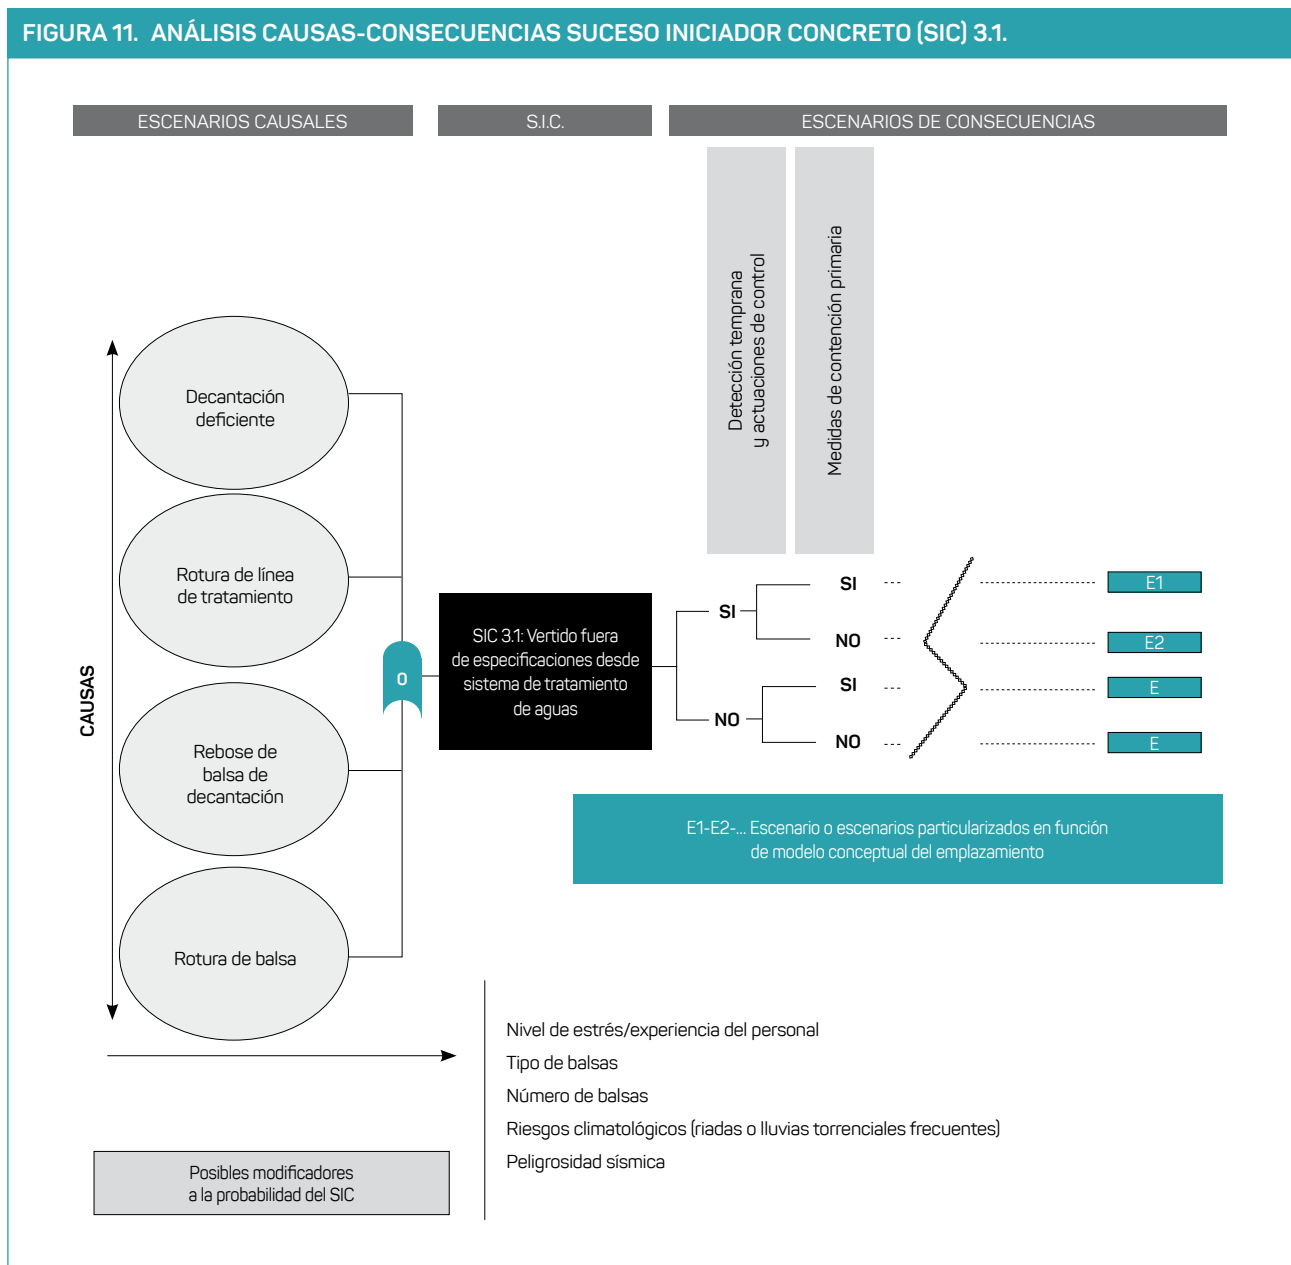 FIGURA 11. ANÁLISIS CAUSAS-CONSECUENCIAS SUCESO INICIADOR CONCRETO (SIC) 3.1.
ESCENARIOS CAUSALES
S.I.C.
ESCENARIOS DE CONSECUENCIAS
Detección temprana
y actuaciones de control
Medidas de contención primaria
CAUSAS
Decantación
deficiente
Rotura de línea
de tratamiento
Rebose de
balsa de
decantación
Rotura de balsa
O
SIC 3.1: Vertido fuera
de especificaciones desde
sistema de tratamiento
de aguas
SI
NO
SI
NO
SI
NO
E1
E2
E
E
E1-E2-... Escenario o escenarios particularizados en función
de modelo conceptual del emplazamiento
Posibles modificadores
a la probabilidad del SIC
Nivel de estrés/experiencia del personal
Tipo de balsas
Número de balsas
Riesgos climatológicos (riadas o lluvias torrenciales frecuentes)
Peligrosidad sísmica